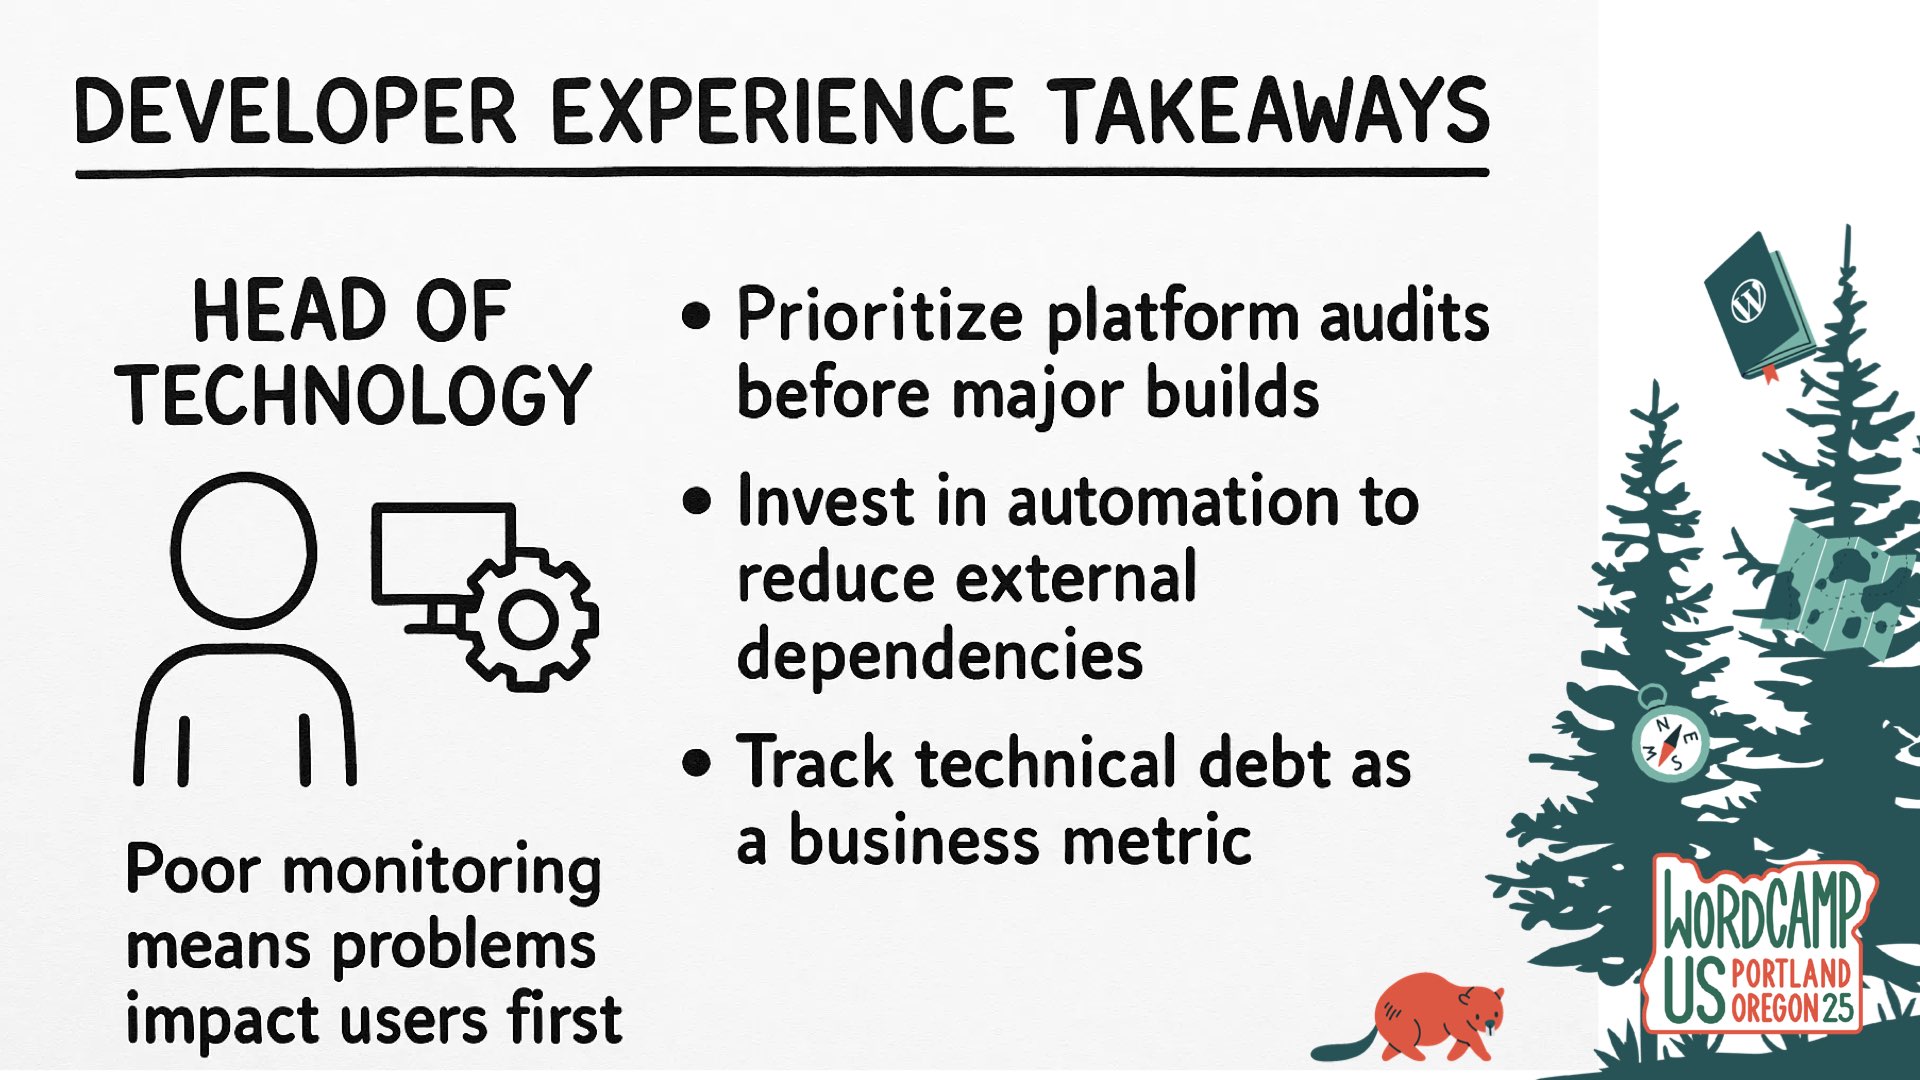 DEVELOPER EXPERIENCE TAKEAWAYS
HEAD OF
TECHNOLOGY
Poor monitoring
means problems
impact users first
• Prioritize platform audits
before major builds
• Invest in automation to
reduce external
dependencies
• Track technical debt as
a business metric
W
N
E
S
W
WORDCAMP
US PORTLAND
OREGON 25